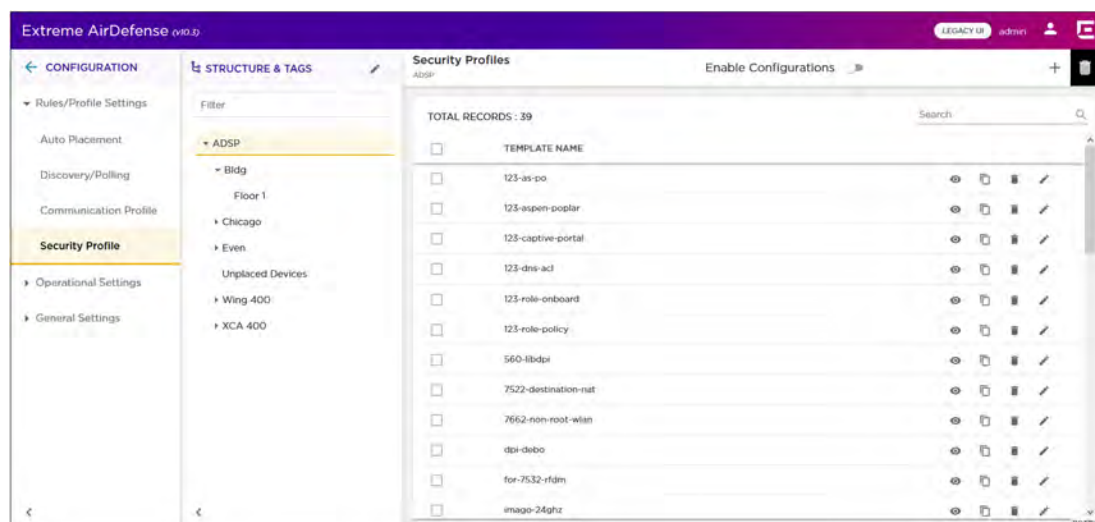 Extreme AirDefense (v10.3)
LEGACY UI admin
CONFIGURATION
Rules/Profile Settings
Auto Placement
Discovery/Polling
Communication Profile
Security Profile
Operational Settings
General Settings
STRUCTURE & TAGS
Filter
ADSP
Bldg
Floor 1
Chicago
Even
Unplaced Devices
Wing 400
XCA 400
Security Profiles
ADSP
Enable Configurations
TOTAL RECORDS : 39
Search
TEMPLATE NAME
123-as-po
123-aspen-poplar
123-captive-portal
123-dns-acl
123-role-onboard
123-role-policy
560-libdpi
7522-destination-nat
7662-non-root-wlan
dpi-debo
for-7532-rfdm
imago-24ghz